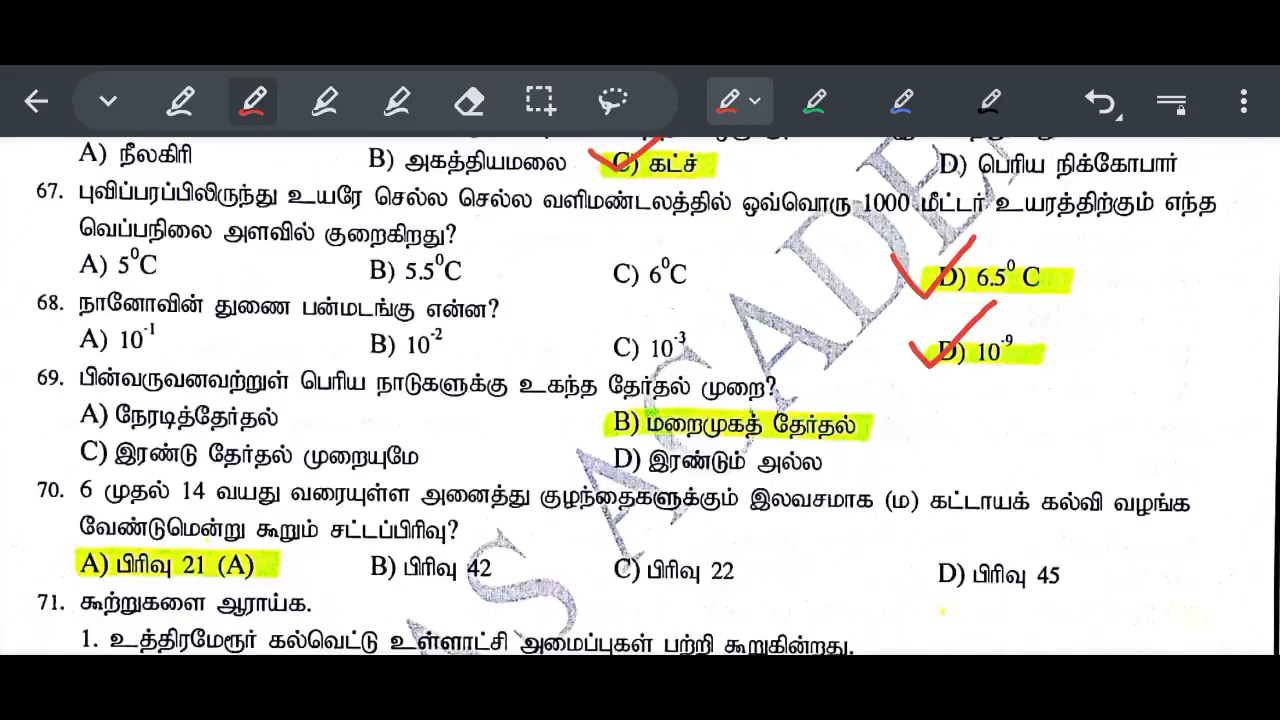 A) நீலகிரி B) அகத்தியமலை C) கட்ச் D) பெரிய நிக்கோபார்
67. புவிப்பரப்பிலிருந்து உயரே செல்ல செல்ல வளிமண்டலத்தில் ஒவ்வொரு 1000 மீட்டர் உயரத்திற்கும் எந்த
வெப்பநிலை அளவில் குறைகிறது?
A) 5⁰C B) 5.5⁰C C) 6⁰C D) 6.5⁰ C
68. நானோவின் துணை பன்மடங்கு என்ன?
A) 10⁻¹ B) 10⁻² C) 10⁻³ D) 10⁻⁹
69. பின்வருவனவற்றுள் பெரிய நாடுகளுக்கு உகந்த தேர்தல் முறை?
A) நேரடித்தேர்தல் B) மறைமுகத் தேர்தல்
C) இரண்டு தேர்தல் முறையுமே D) இரண்டும் அல்ல
70. 6 முதல் 14 வயது வரையுள்ள அனைத்து குழந்தைகளுக்கும் இலவசமாக (ம) கட்டாயக் கல்வி வழங்க
வேண்டுமென்று கூறும் சட்டப்பிரிவு?
A) பிரிவு 21 (A) B) பிரிவு 42 C) பிரிவு 22 D) பிரிவு 45
71. கூற்றுகளை ஆராய்க.
1. உத்திரமேரூர் கல்வெட்டு உள்ளாட்சி அமைப்புகள் பற்றி கூறுகின்றது.
S ACADE